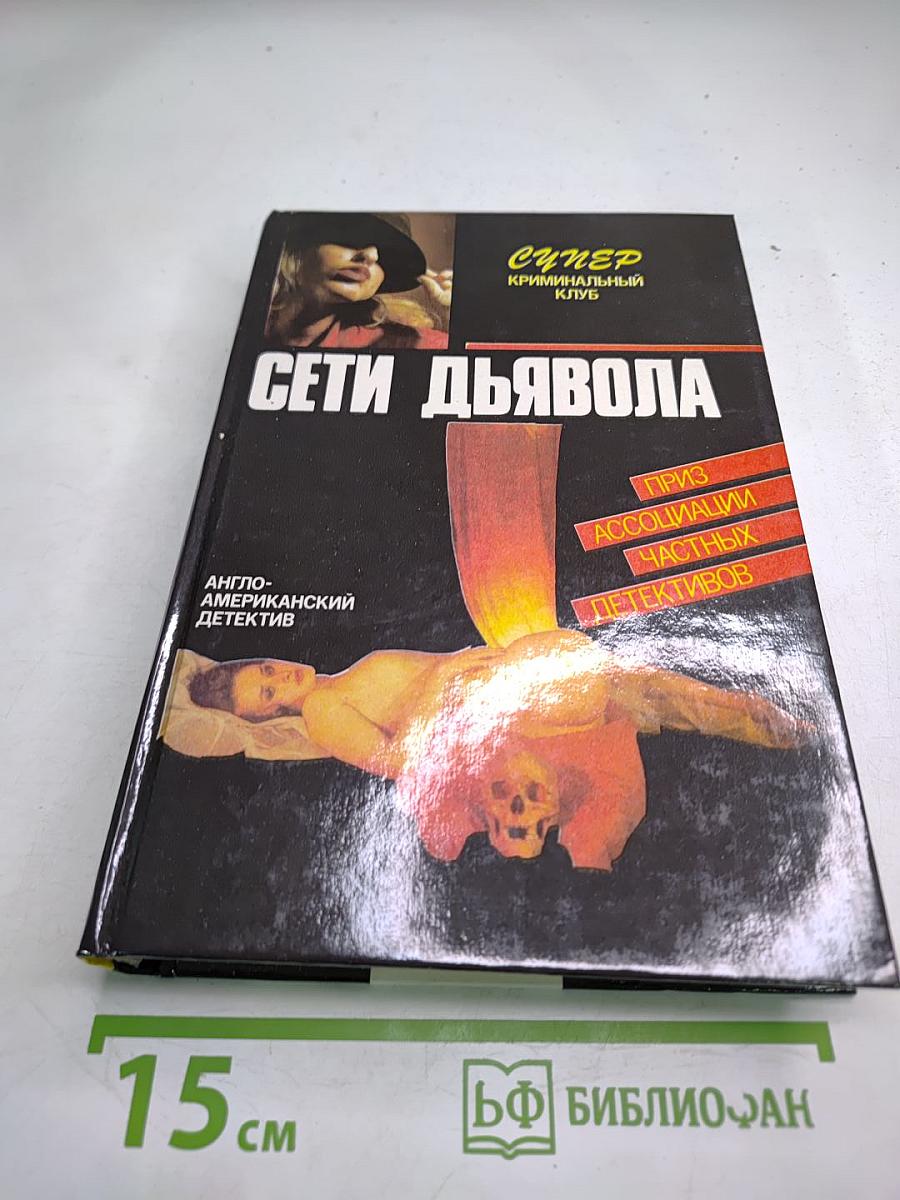 СУПЕР
КРИМИНАЛЬНЫЙ
КЛУБ
СЕТИ ДЬЯВОЛА
ПРИЗ
АССОЦИАЦИИ
ЧАСТНЫХ
ДЕТЕКТИВОВ
АНГЛО-
АМЕРИКАНСКИЙ
ДЕТЕКТИВ
15 см
БФ БИБЛИОФАН